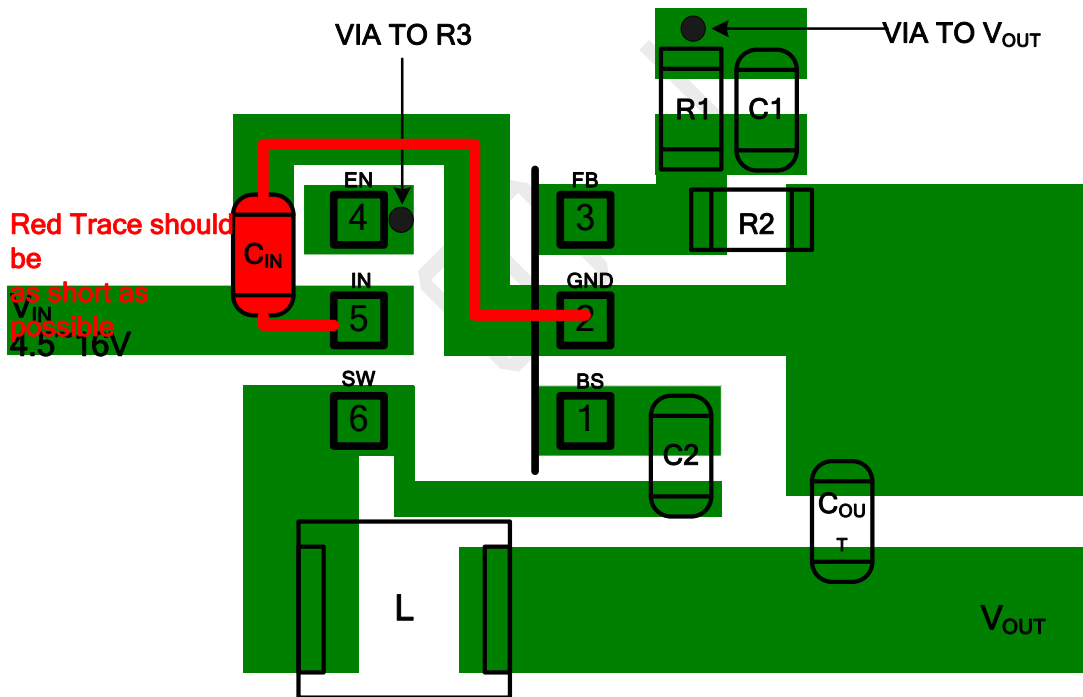 VIA TO R3
VIA TO VOUT
R1
C1
EN
FB
4
3
R2
Red Trace should
be
as short as
possible
CIN
IN
GND
VIN
4.5~16V
5
2
SW
BS
6
1
C2
COU
T
L
VOUT